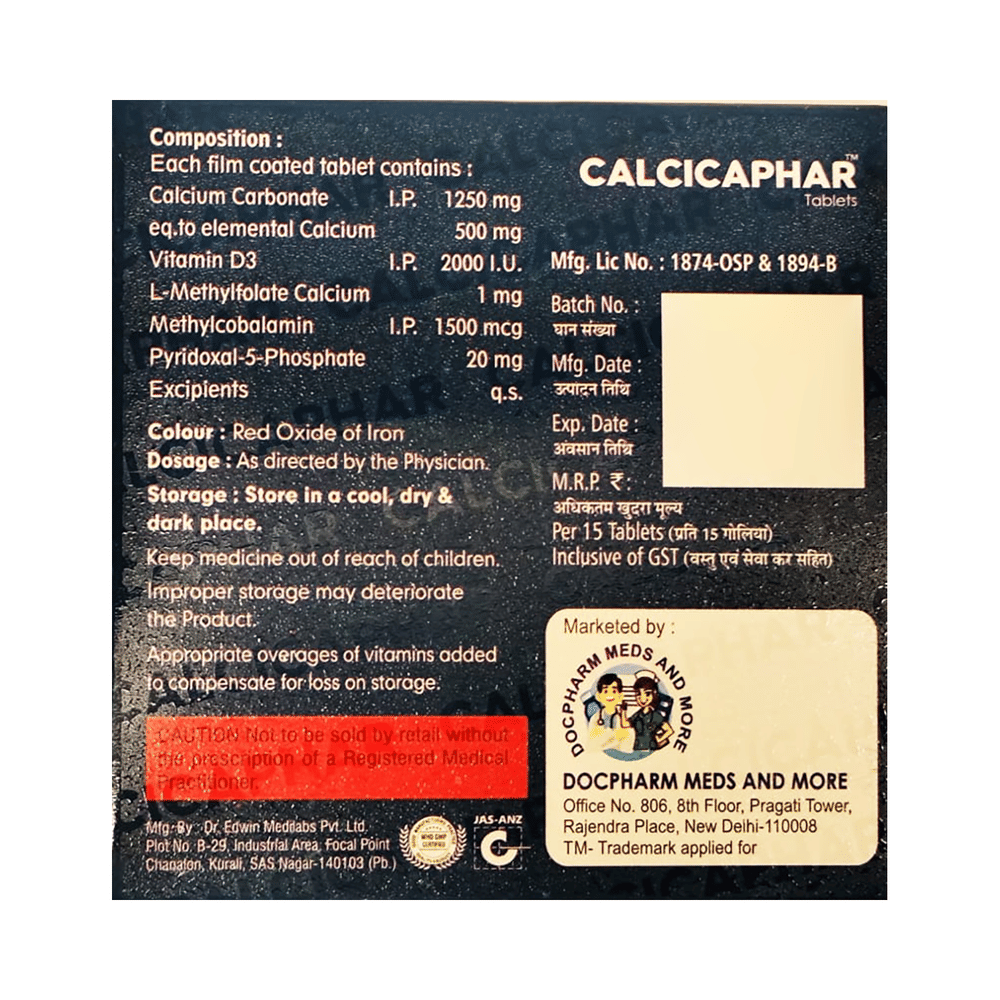 Composition :
Each film coated tablet contains :
Calcium Carbonate I.P. 1250 mg
eq.to elemental Calcium 500 mg
Vitamin D3 I.P. 2000 I.U.
L-Methylfolate Calcium 1 mg
Methylcobalamin I.P. 1500 mcg
Pyridoxal-5-Phosphate 20 mg
Excipients q.s.
Colour : Red Oxide of Iron
Dosage : As directed by the Physician.
Storage : Store in a cool, dry &
dark place.
Keep medicine out of reach of children.
Improper storage may deteriorate
the Product.
Appropriate overages of vitamins added
to compensate for loss on storage.
CAUTION Not to be sold by retail without
the prescription of a Registered Medical
Practitioner.
Mfg. By : Dr. Edwin Medilabs Pvt. Ltd.
Plot No. B-29, Industrial Area, Focal Point
Chanalon, Kurali, SAS Nagar-140103 (Pb.)
WHO GMP
CERTIFIED
JAS-ANZ
CALCICAPHAR™
Tablets
Mfg. Lic No. : 1874-OSP & 1894-B
Batch No. :
घान संख्या
Mfg. Date :
उत्पादन तिथि
Exp. Date :
अवसान तिथि
M.R.P ₹ :
अधिकतम खुदरा मूल्य
Per 15 Tablets (प्रति 15 गोलियां)
Inclusive of GST (वस्तु एवं सेवा कर सहित)
Marketed by :
DOCPHARM MEDS AND MORE
DOCPHARM MEDS AND MORE
Office No. 806, 8th Floor, Pragati Tower,
Rajendra Place, New Delhi-110008
TM- Trademark applied for